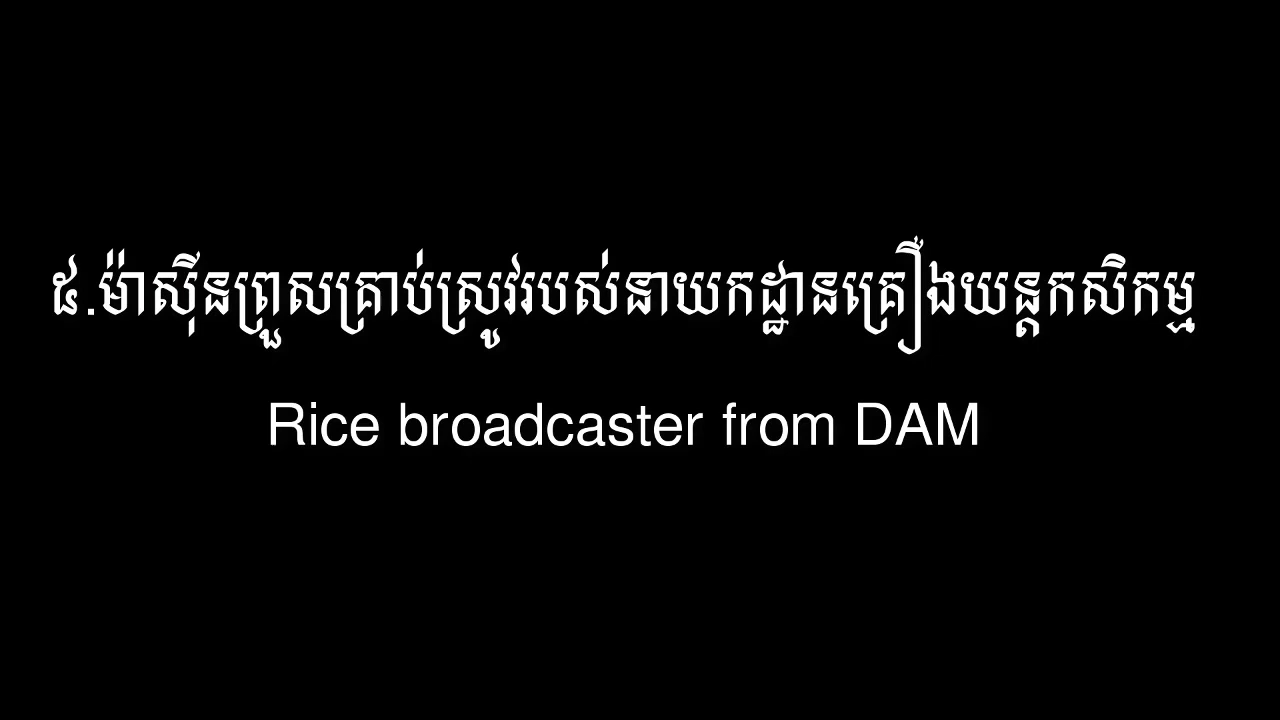 ៥.ម៉ាស៊ីនព្រួសគ្រាប់ស្រូវរបស់នាយកដ្ឋានគ្រឿងយន្តកសិកម្ម
Rice broadcaster from DAM